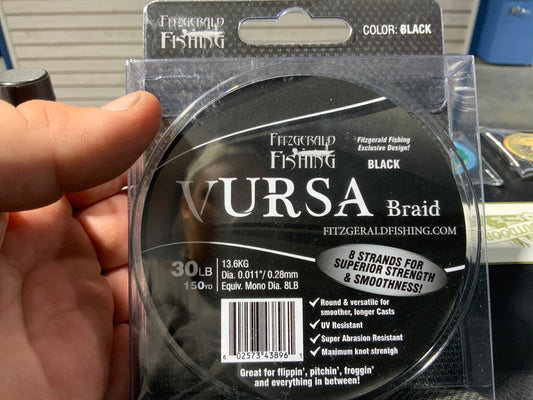 FITZGERALD
FISHING
COLOR: BLACK
FITZGERALD
FISHING
Fitzgerald Fishing
Exclusive Design!
BLACK
VURSA Braid
FITZGERALDFISHING.COM
8 STRANDS FOR
SUPERIOR STRENGTH
& SMOOTHNESS!
30LB
150YD
13.6KG
Dia. 0.011"/ 0.28mm
Equiv. Mono Dia. 8LB
✓ Round & versatile for
smoother, longer Casts
✓ UV Resistant
✓ Super Abrasion Resistant
✓ Maximum knot strentgh
6 02573 43896 1
Great for flippin', pitchin', froggin'
and everything in between!